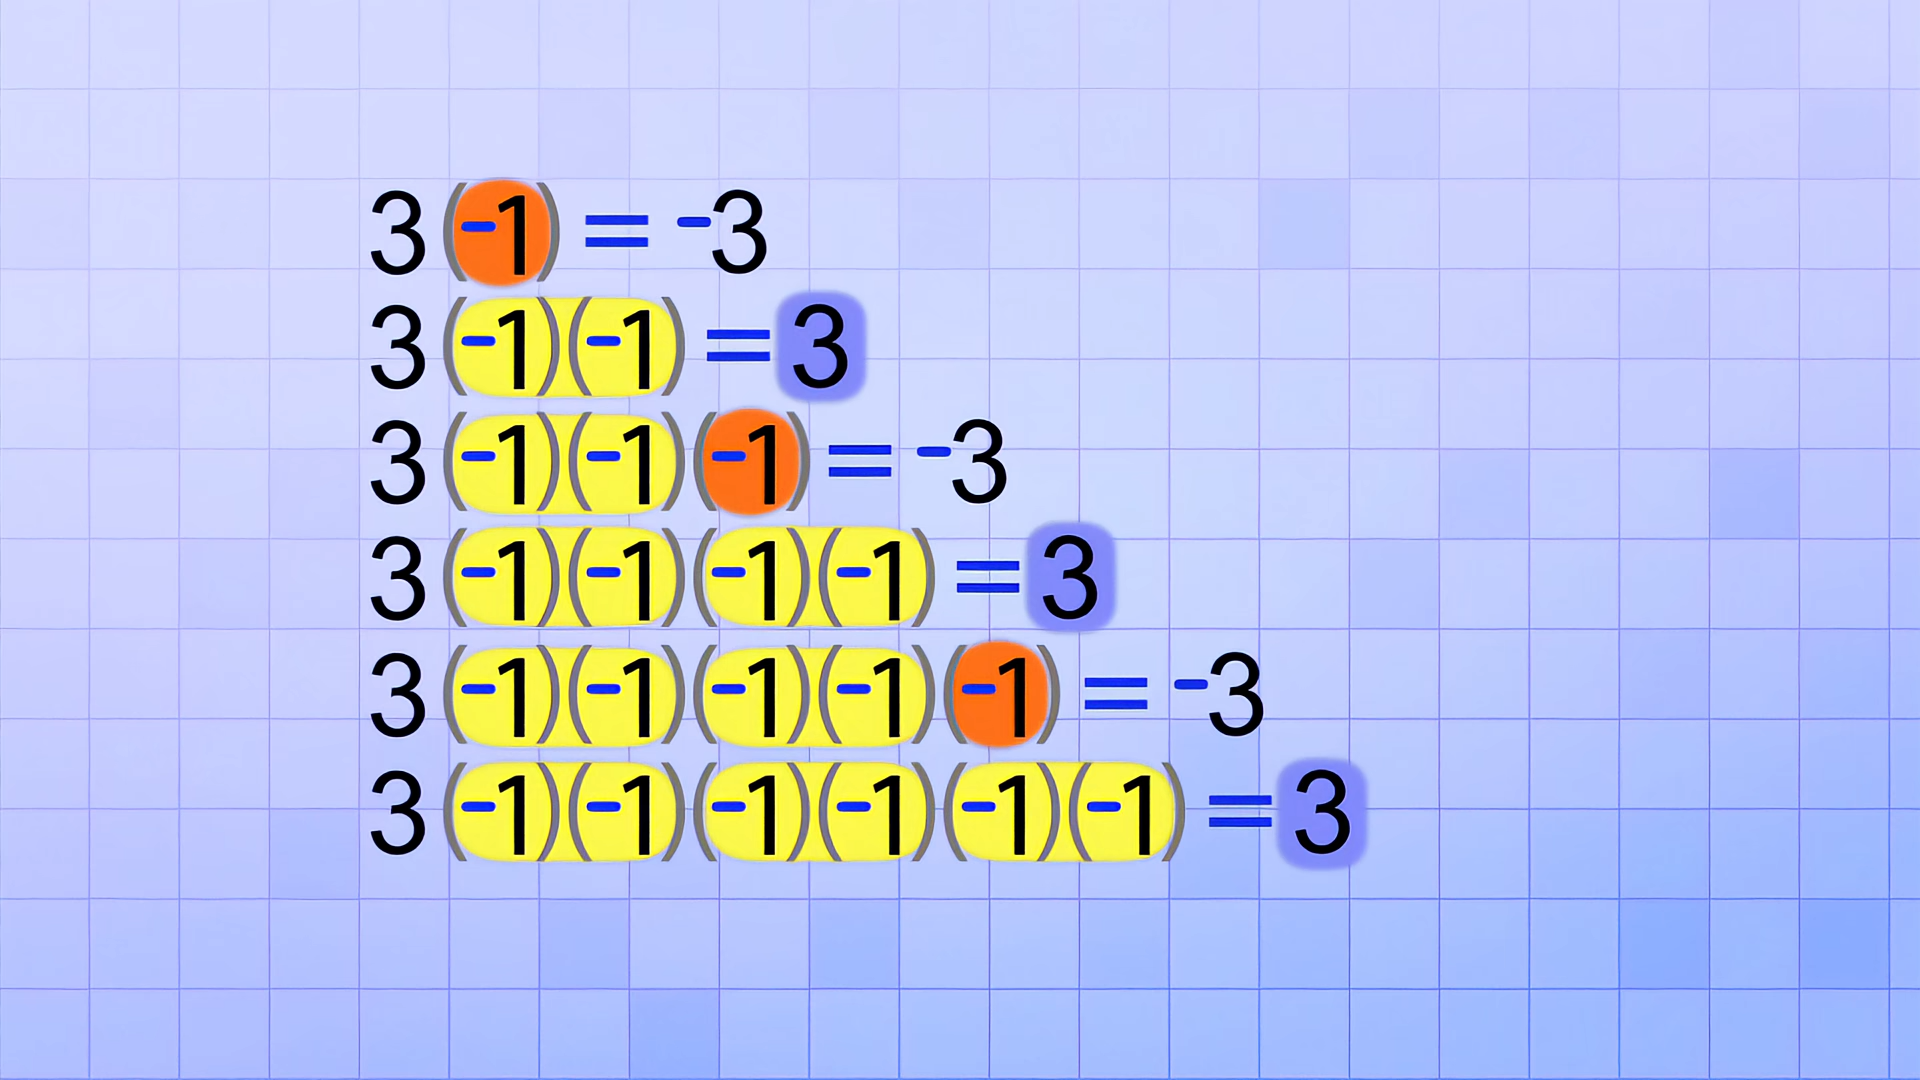 3(-1) = -3
3(-1)(-1) = 3
3(-1)(-1)(-1) = -3
3(-1)(-1)(-1)(-1) = 3
3(-1)(-1)(-1)(-1)(-1) = -3
3(-1)(-1)(-1)(-1)(-1)(-1) = 3